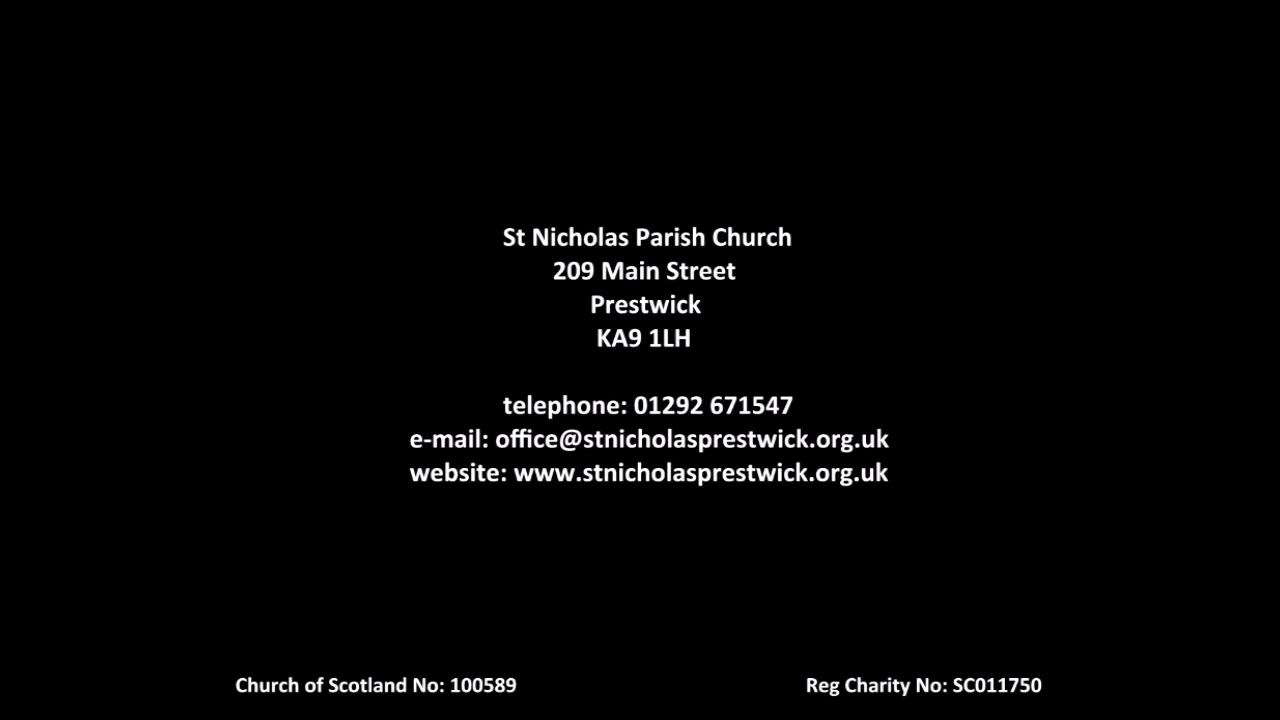 St Nicholas Parish Church
209 Main Street
Prestwick
KA9 1LH
telephone: 01292 671547
e-mail: office@stnicholasprestwick.org.uk
website: www.stnicholasprestwick.org.uk
Church of Scotland No: 100589
Reg Charity No: SC011750